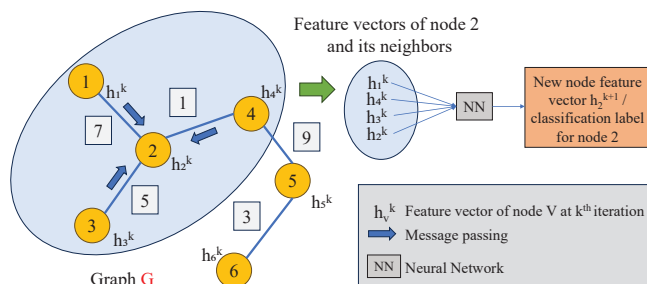 Feature vectors of node 2
and its neighbors
1
h₁ᵏ
7
1
h₄ᵏ
4
2
h₂ᵏ
9
5
3
h₃ᵏ
5
h₅ᵏ
3
h₆ᵏ
6
Graph G
h₁ᵏ
h₄ᵏ
h₃ᵏ
h₂ᵏ
NN
New node feature
vector h₂ᵏ⁺¹ /
classification label
for node 2
hᵥᵏ Feature vector of node V at kᵗʰ iteration
Message passing
NN Neural Network